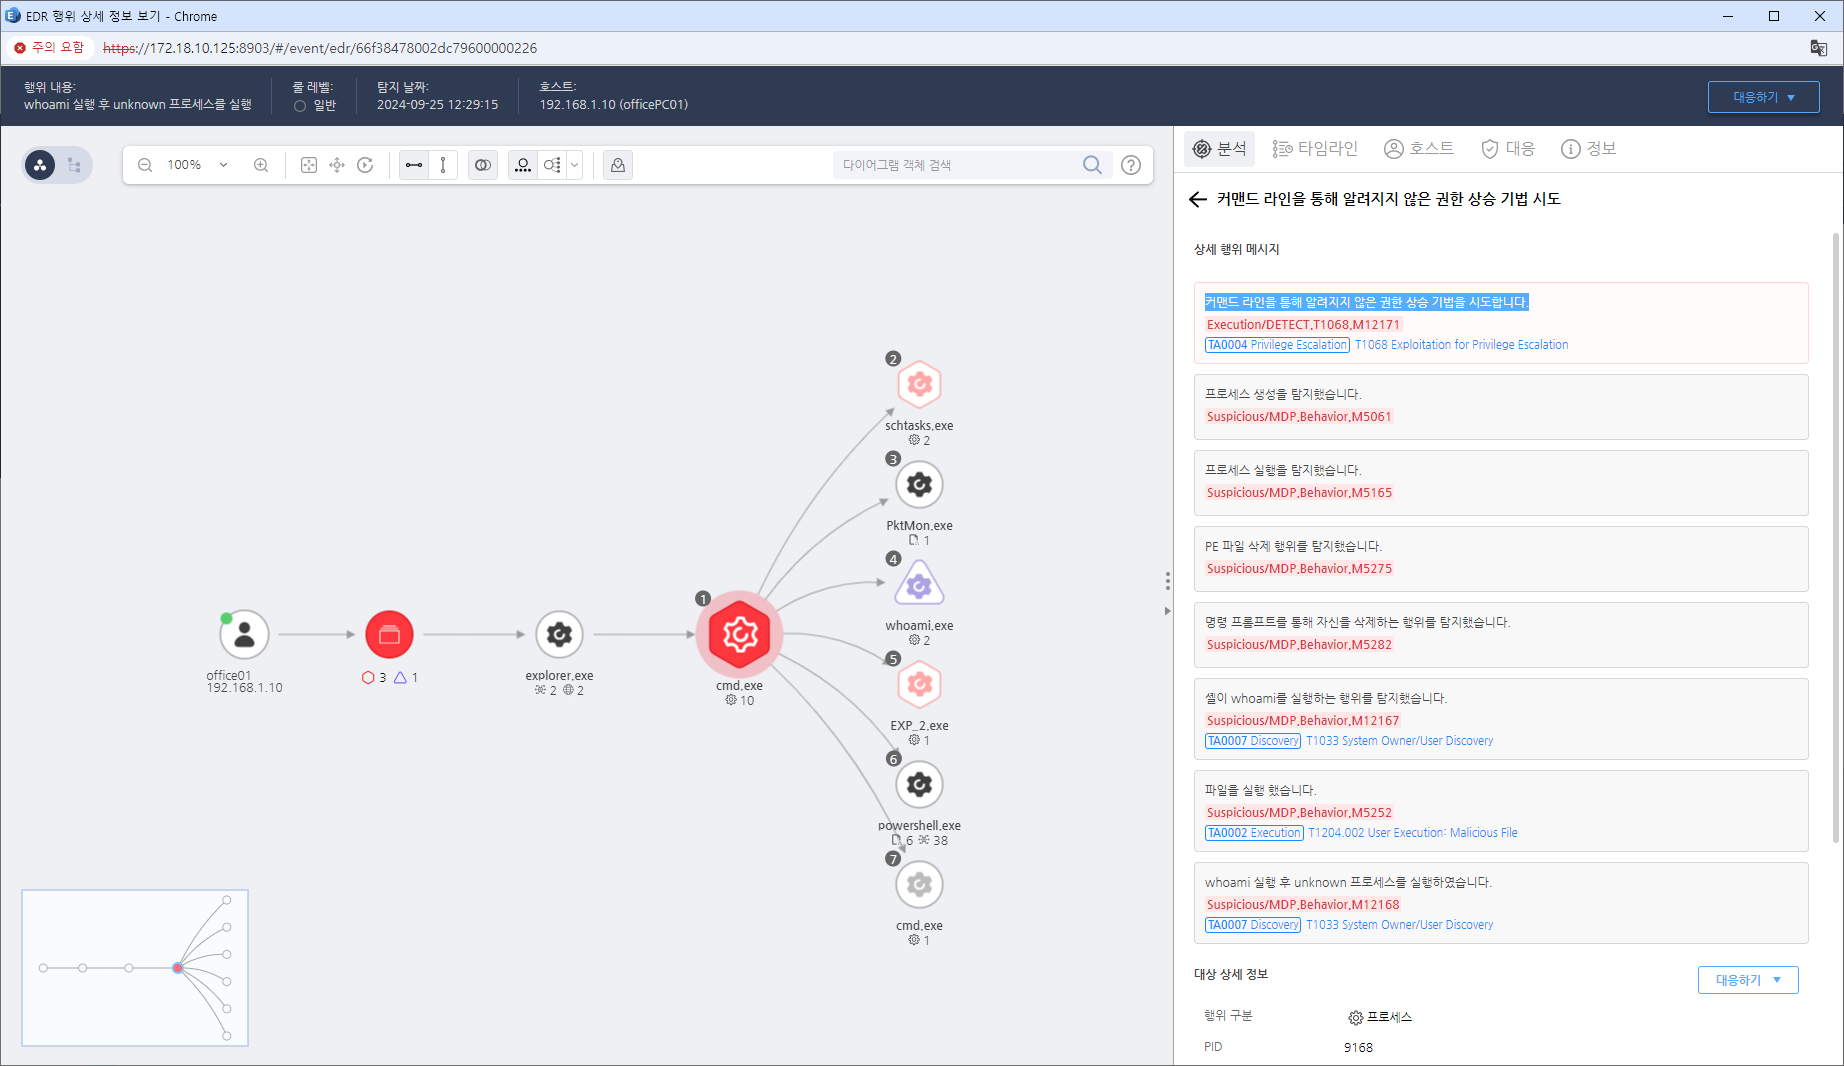 EDR 행위 상세 정보 보기 - Chrome
주의 요함 https://172.18.10.125:8903/#/event/edr/66f38478002dc79600000226
행위 내용:
whoami 실행 후 unknown 프로세스를 실행
룰 레벨:
일반
탐지 날짜:
2024-09-25 12:29:15
호스트:
192.168.1.10 (officePC01)
대응하기
100%
다이어그램 객체 검색
office01
192.168.1.10
3 1
explorer.exe
2 2
1
cmd.exe
10
2
schtasks.exe
2
3
PktMon.exe
1
4
whoami.exe
2
5
EXP_2.exe
1
6
powershell.exe
6 38
7
cmd.exe
1
분석 타임라인 호스트 대응 정보
커맨드 라인을 통해 알려지지 않은 권한 상승 기법 시도
상세 행위 메시지
커맨드 라인을 통해 알려지지 않은 권한 상승 기법을 시도합니다.
Execution/DETECT.T1068.M12171
TA0004 Privilege Escalation T1068 Exploitation for Privilege Escalation
프로세스 생성을 탐지했습니다.
Suspicious/MDP.Behavior.M5061
프로세스 실행을 탐지했습니다.
Suspicious/MDP.Behavior.M5165
PE 파일 삭제 행위를 탐지했습니다.
Suspicious/MDP.Behavior.M5275
명령 프롬프트를 통해 자신을 삭제하는 행위를 탐지했습니다.
Suspicious/MDP.Behavior.M5282
셸이 whoami를 실행하는 행위를 탐지했습니다.
Suspicious/MDP.Behavior.M12167
TA0007 Discovery T1033 System Owner/User Discovery
파일을 실행 했습니다.
Suspicious/MDP.Behavior.M5252
TA0002 Execution T1204.002 User Execution: Malicious File
whoami 실행 후 unknown 프로세스를 실행하였습니다.
Suspicious/MDP.Behavior.M12168
TA0007 Discovery T1033 System Owner/User Discovery
대상 상세 정보
대응하기
행위 구분 프로세스
PID 9168